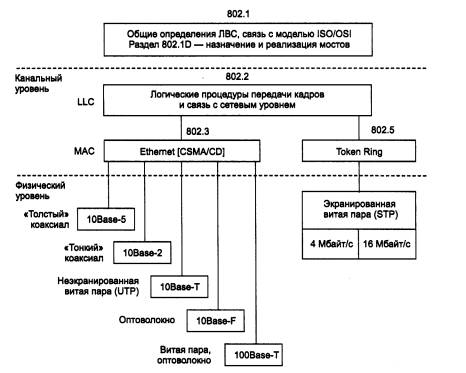 802.1
Общие определения ЛВС, связь с моделью ISO/OSI
Раздел 802.1D — назначение и реализация мостов
Канальный
уровень
802.2
LLC
Логические процедуры передачи кадров
и связь с сетевым уровнем
802.3
802.5
MAC
Ethernet [CSMA/CD]
Token Ring
Физический
уровень
«Толстый»
коаксиал
10Base-5
Экранированная
витая пара (STP)
4 Мбайт/с
16 Мбайт/с
«Тонкий»
коаксиал
10Base-2
Неэкранированная
витая пара (UTP)
10Base-T
Оптоволокно
10Base-F
Витая пара,
оптоволокно
100Base-T